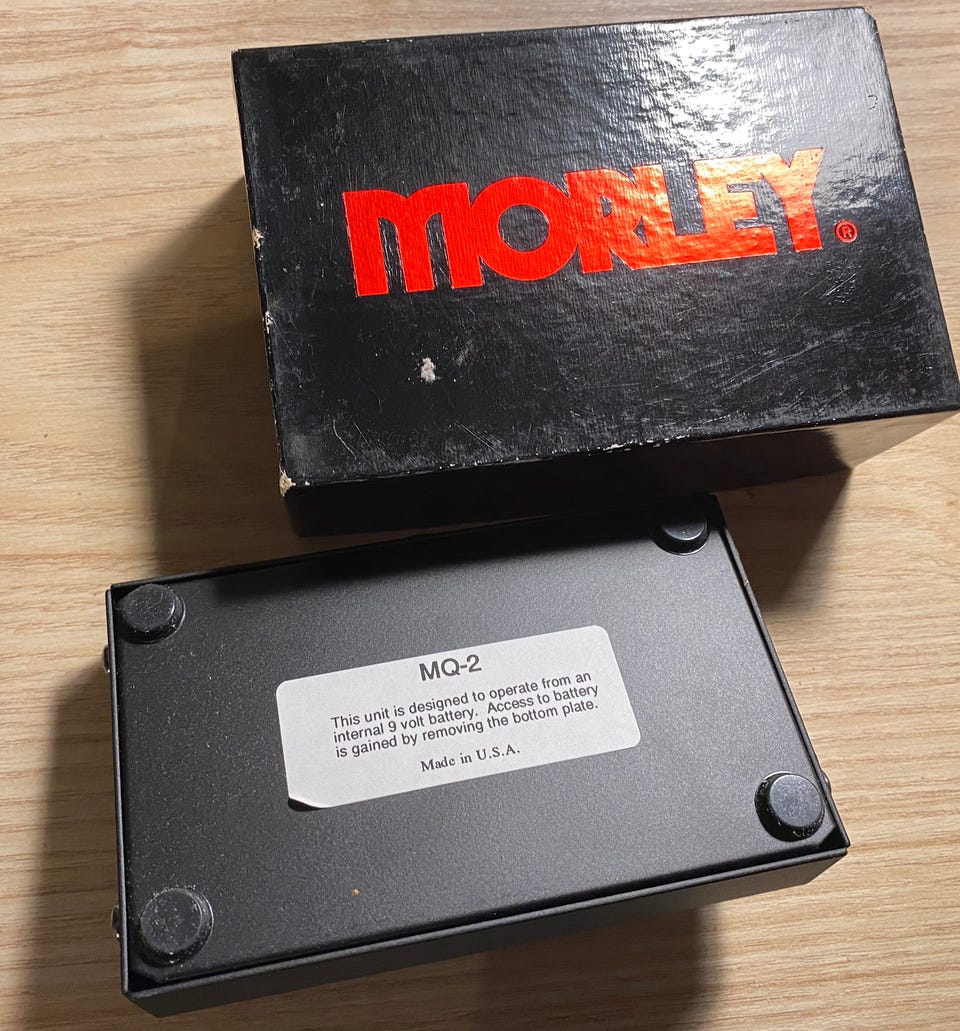 MORLEY®
MQ-2
This unit is designed to operate from an
internal 9 volt battery.  Access to battery
is gained by removing the bottom plate.
Made in U.S.A.